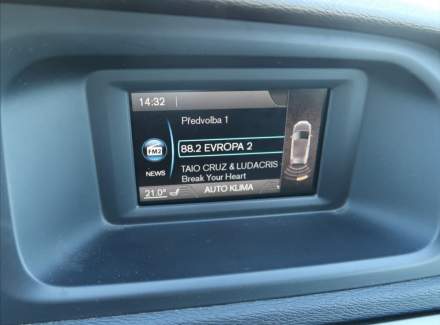 14:32
Předvolba 1
FM2
88.2 EVROPA 2
NEWS
TAIO CRUZ & LUDACRIS
Break Your Heart
21.0° AUTO KLIMA